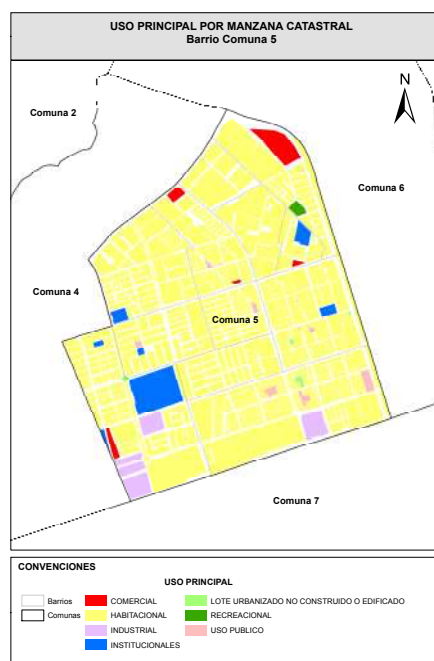 USO PRINCIPAL POR MANZANA CATASTRAL
Barrio Comuna 5
N
Comuna 2
Comuna 6
Comuna 4
Comuna 5
Comuna 7
CONVENCIONES
USO PRINCIPAL
Barrios
COMERCIAL
LOTE URBANIZADO NO CONSTRUIDO O EDIFICADO
Comunas
HABITACIONAL
RECREACIONAL
INDUSTRIAL
USO PUBLICO
INSTITUCIONALES